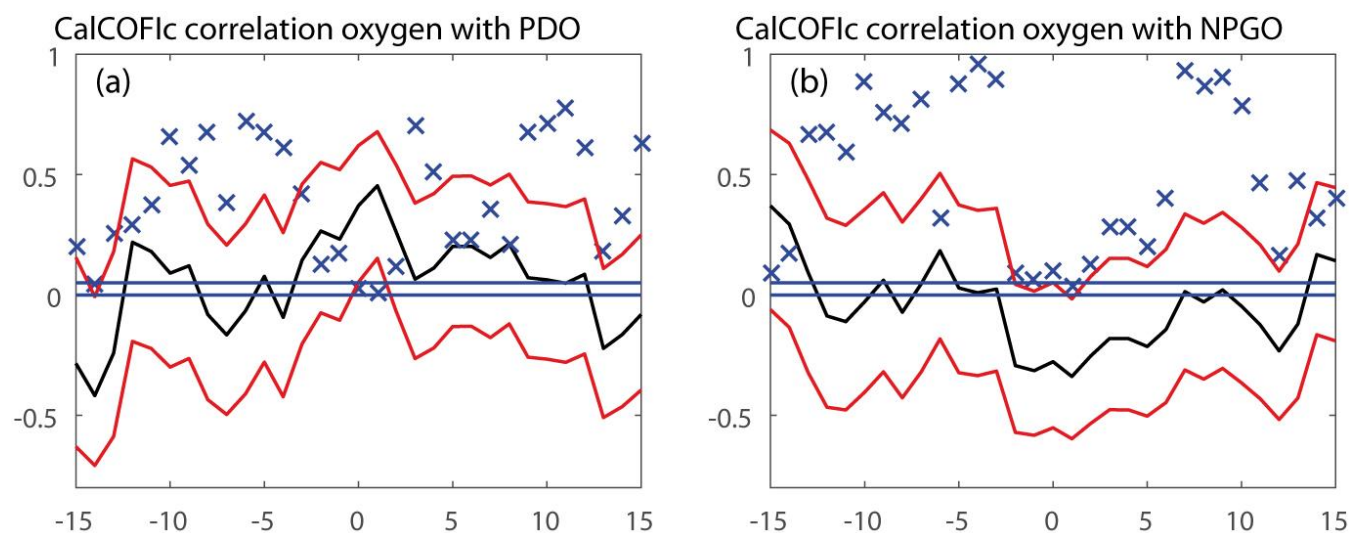 CalCOFIc correlation oxygen with PDO
(a)
1
0.5
0
-0.5
-15 -10 -5 0 5 10 15
CalCOFIc correlation oxygen with NPGO
(b)
1
0.5
0
-0.5
-15 -10 -5 0 5 10 15